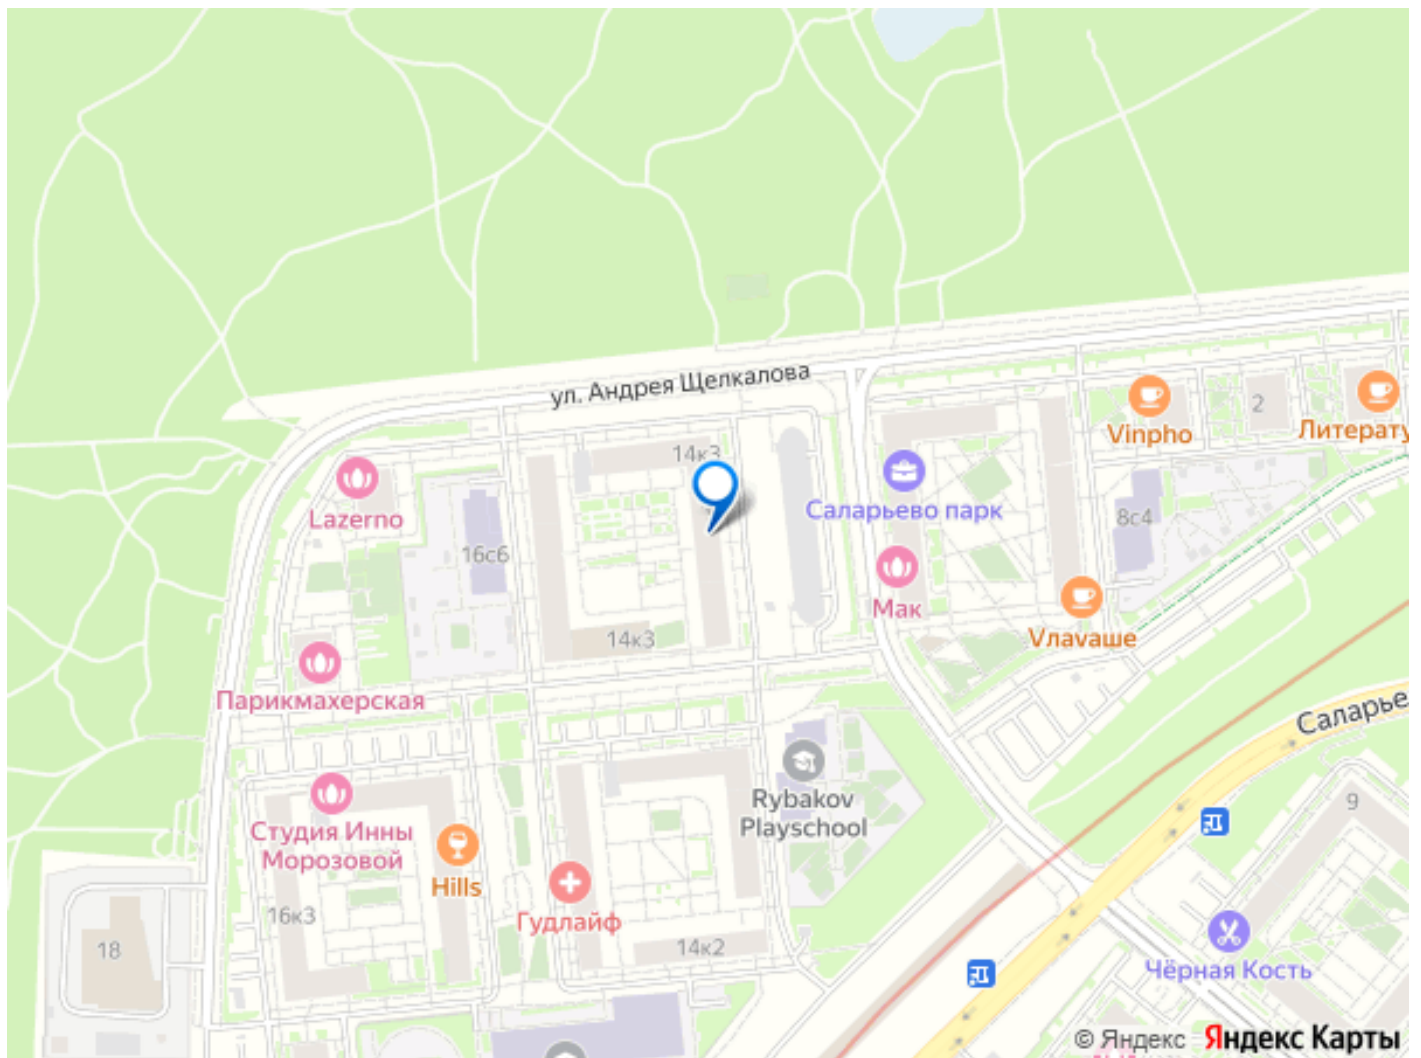 ул. Андрея Щелкалова
Vinpho
2
Литерату
14к3
Lazerno
Саларьево парк
8с4
16с6
Мак
14к3
Vлаvаше
Парикмахерская
Саларье
Rybakov
Playschool
9
Студия Инны
Морозовой
Hills
16к3
Гудлайф
18
14к2
Чёрная Кость
© Яндекс Яндекс Карты